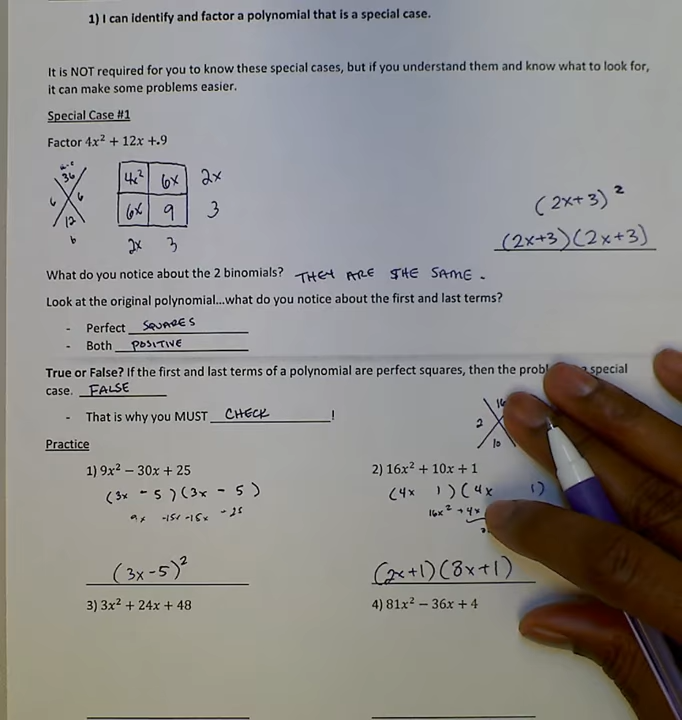 1) I can identify and factor a polynomial that is a special case.
It is NOT required for you to know these special cases, but if you understand them and know what to look for,
it can make some problems easier.
Special Case #1
Factor 4x² + 12x + 9
36
6 6
12
b
4x² 6x 2x
6x 9 3
2x 3
(2x+3)²
(2x+3)(2x+3)
What do you notice about the 2 binomials? THEY ARE THE SAME.
Look at the original polynomial...what do you notice about the first and last terms?
- Perfect SQUARES
- Both POSITIVE
True or False? If the first and last terms of a polynomial are perfect squares, then the special
case. FALSE
- That is why you MUST CHECK !
16
2
10
Practice
1) 9x² – 30x + 25
(3x - 5)(3x - 5)
9x -15x -15x -25
(3x-5)²
2) 16x² + 10x + 1
(4x 1)(4x 1)
16x² + 4x
(2x+1)(8x+1)
3) 3x² + 24x + 48
4) 81x² – 36x + 4